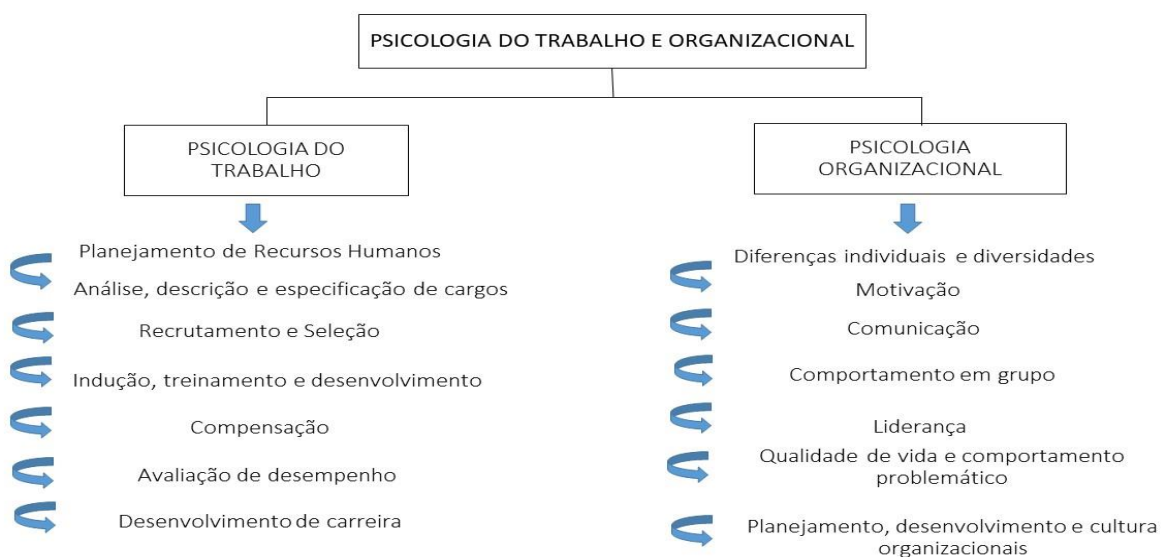 PSICOLOGIA DO TRABALHO E ORGANIZACIONAL
PSICOLOGIA DO
TRABALHO
Planejamento de Recursos Humanos
Análise, descrição e especificação de cargos
Recrutamento e Seleção
Indução, treinamento e desenvolvimento
Compensação
Avaliação de desempenho
Desenvolvimento de carreira
PSICOLOGIA
ORGANIZACIONAL
Diferenças individuais e diversidades
Motivação
Comunicação
Comportamento em grupo
Liderança
Qualidade de vida e comportamento
problemático
Planejamento, desenvolvimento e cultura
organizacionais